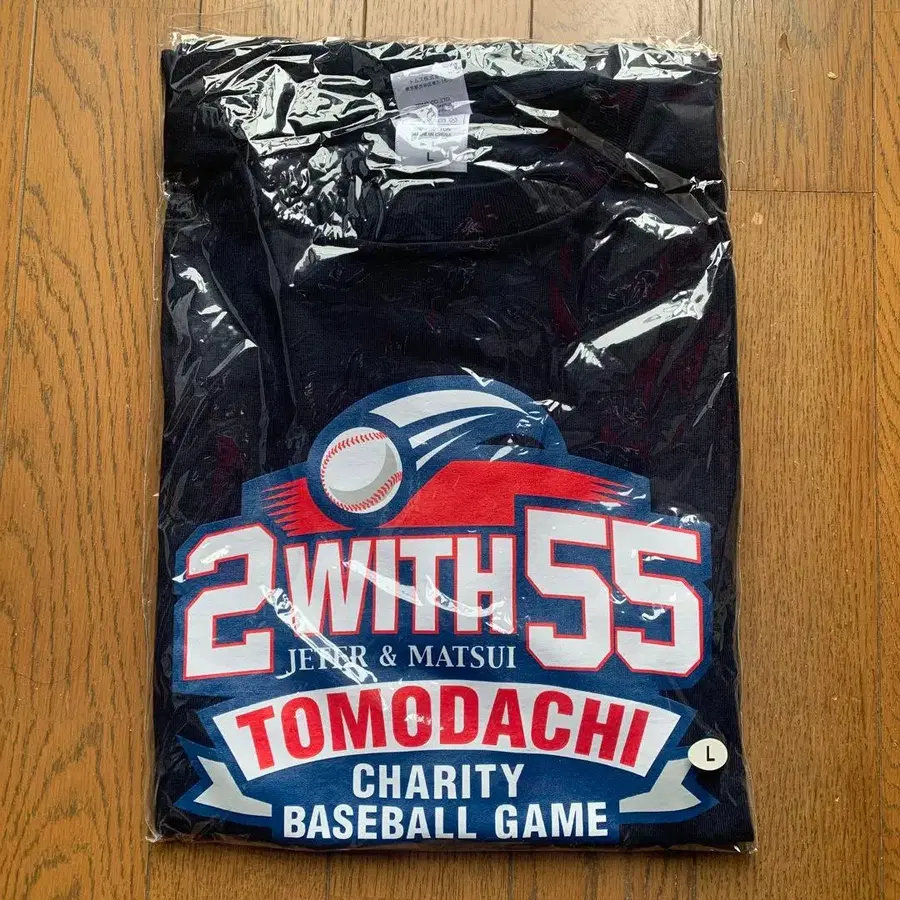 L
2 WITH 55
JETER & MATSUI
TOMODACHI
L
CHARITY
BASEBALL GAME